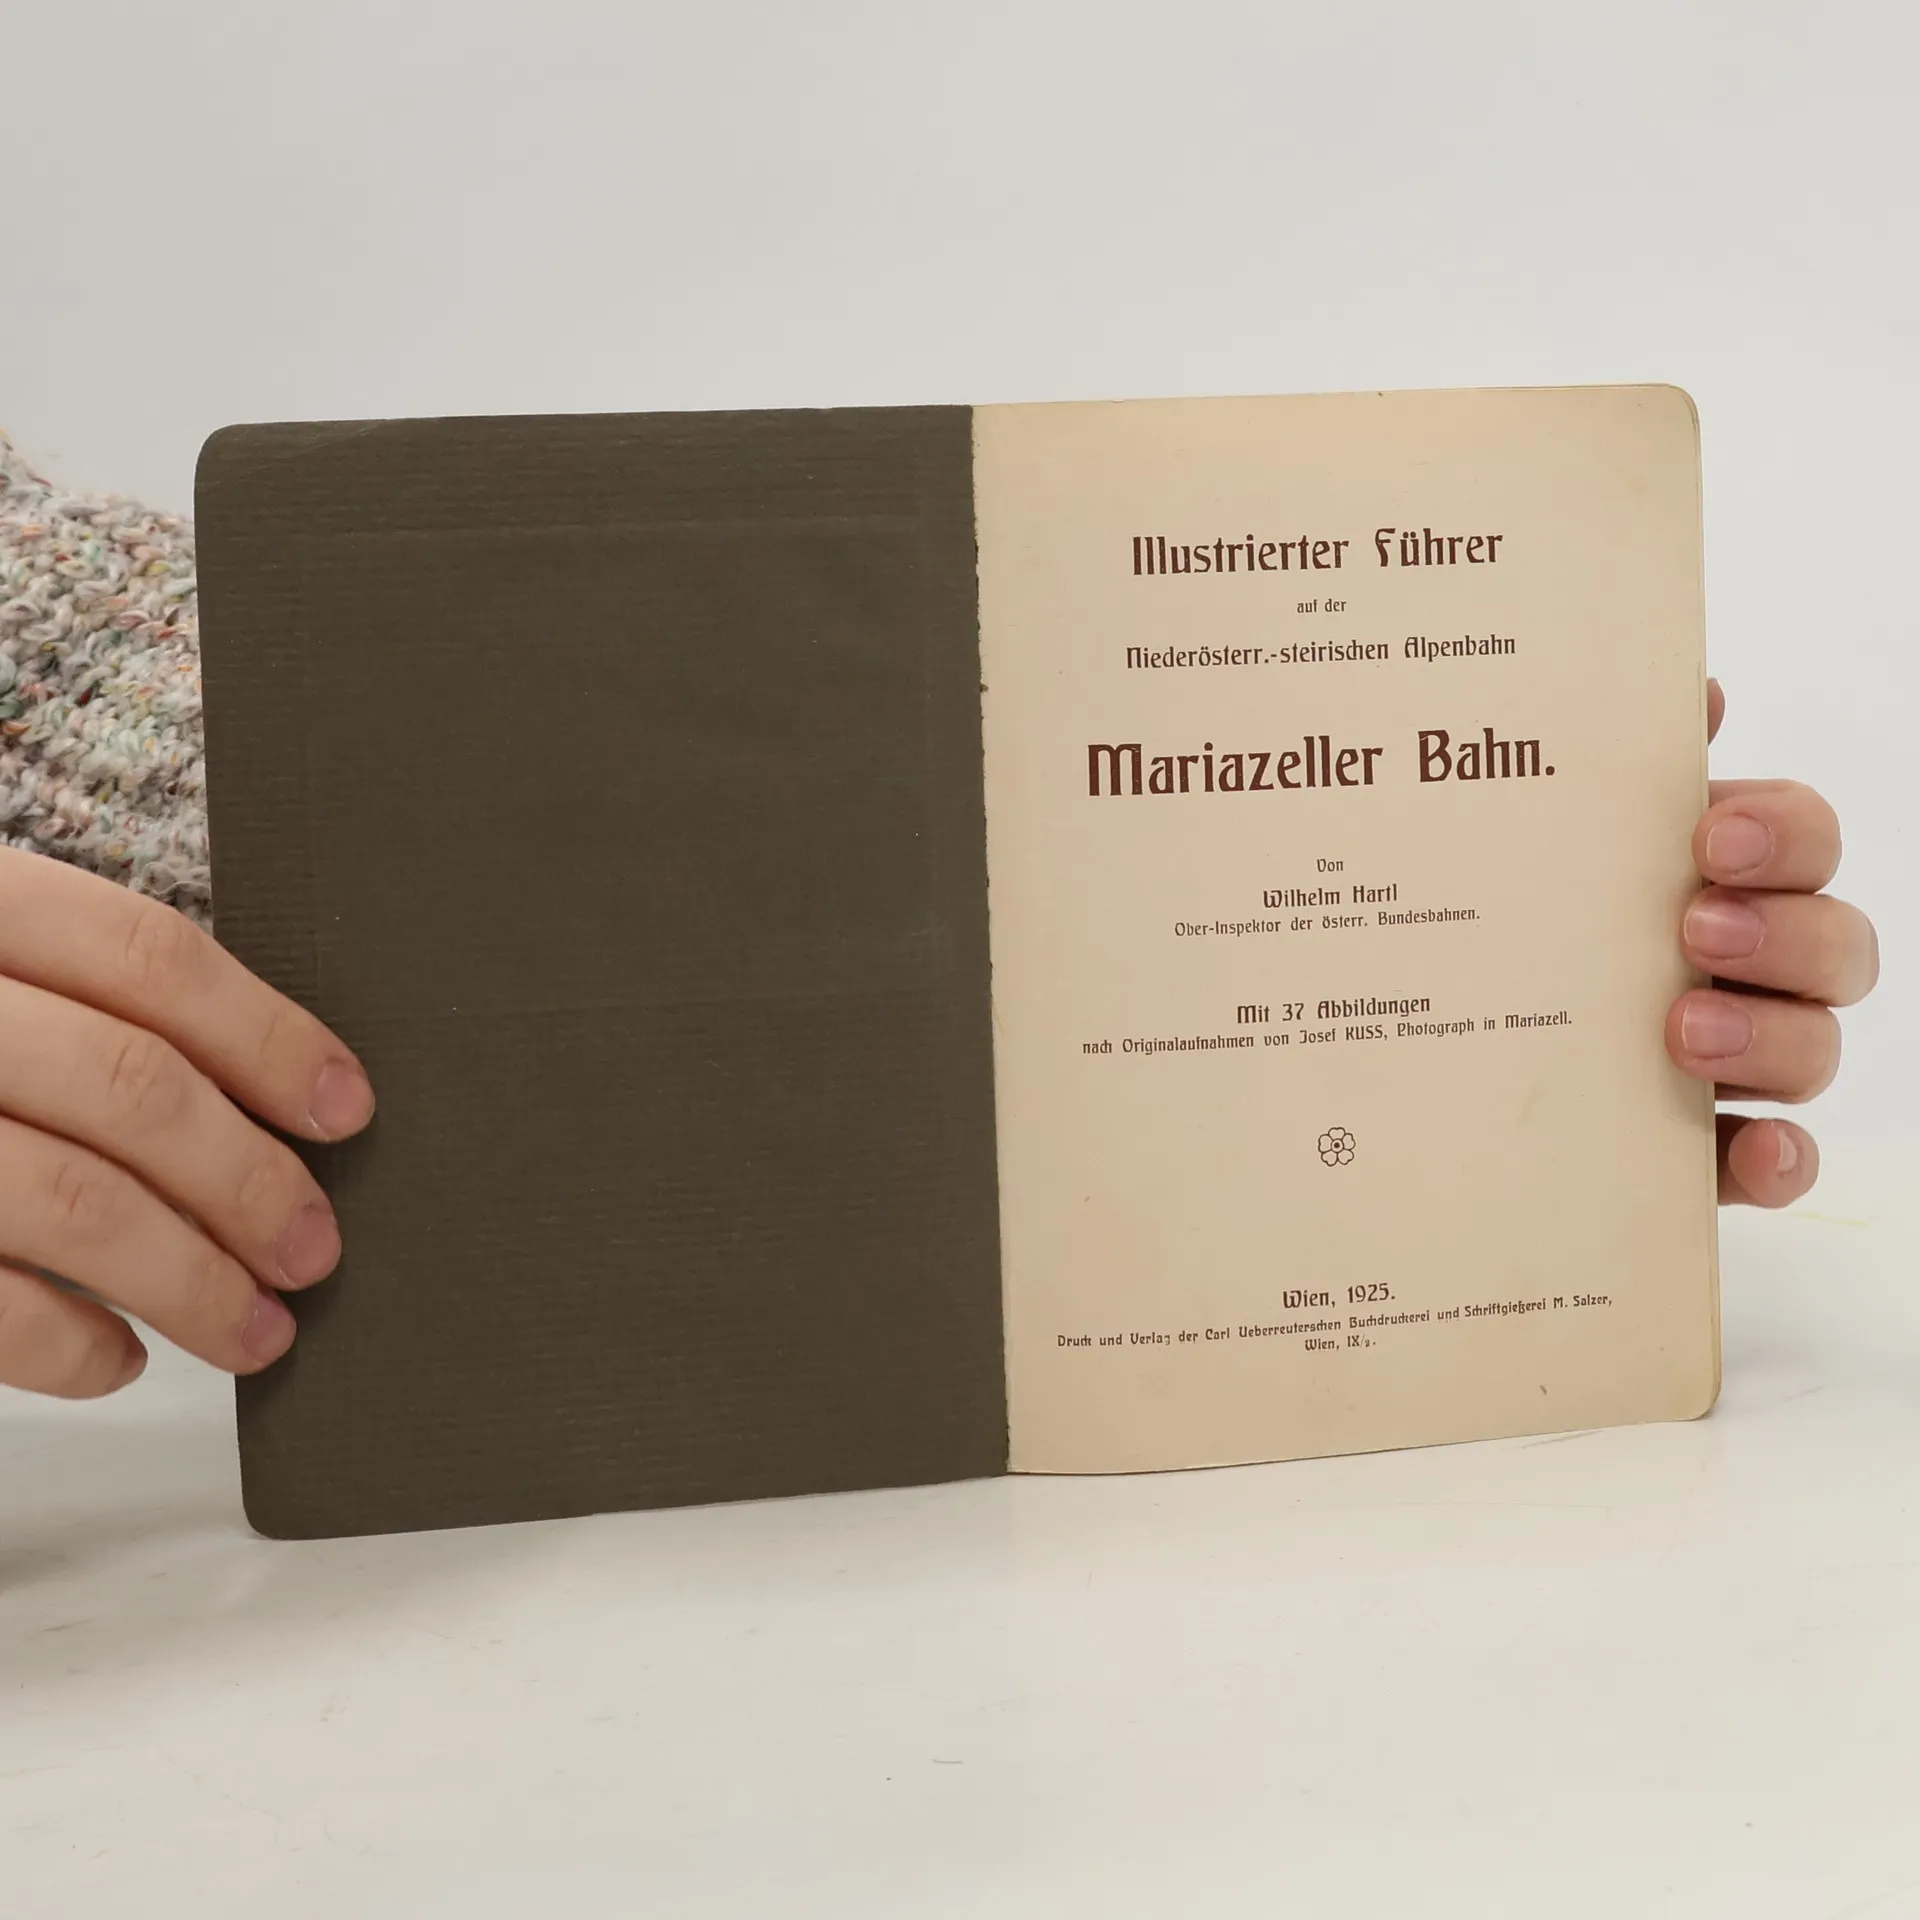 Illustrierter Führer
auf der
Niederösterr.-steirischen Alpenbahn
Mariazeller Bahn.
Von
Wilhelm Hartl
Ober-Inspektor der österr. Bundesbahnen.
Mit 37 Abbildungen
nach Originalaufnahmen von Josef KUSS, Photograph in Mariazell.
Wien, 1925.
Druck und Verlag der Carl Ueberreuterschen Buchdruckerei und Schriftgießerei M. Salzer,
Wien, IX/2.